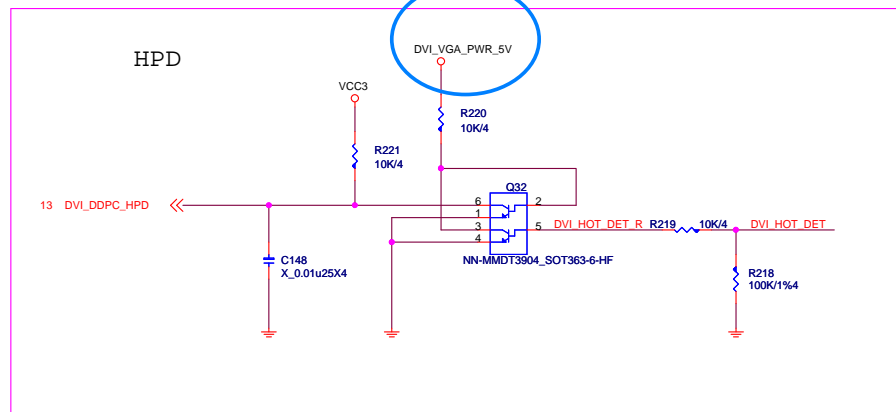 DVI_VGA_PWR_5V
HPD
VCC3
R220
10K/4
R221
10K/4
Q32
13 DVI_DDPC_HPD
6
2
1
3
5
4
DVI_HOT_DET_R
R219
10K/4
DVI_HOT_DET
NN-MMDT3904_SOT363-6-HF
C148
X_0.01u25X4
R218
100K/1%4